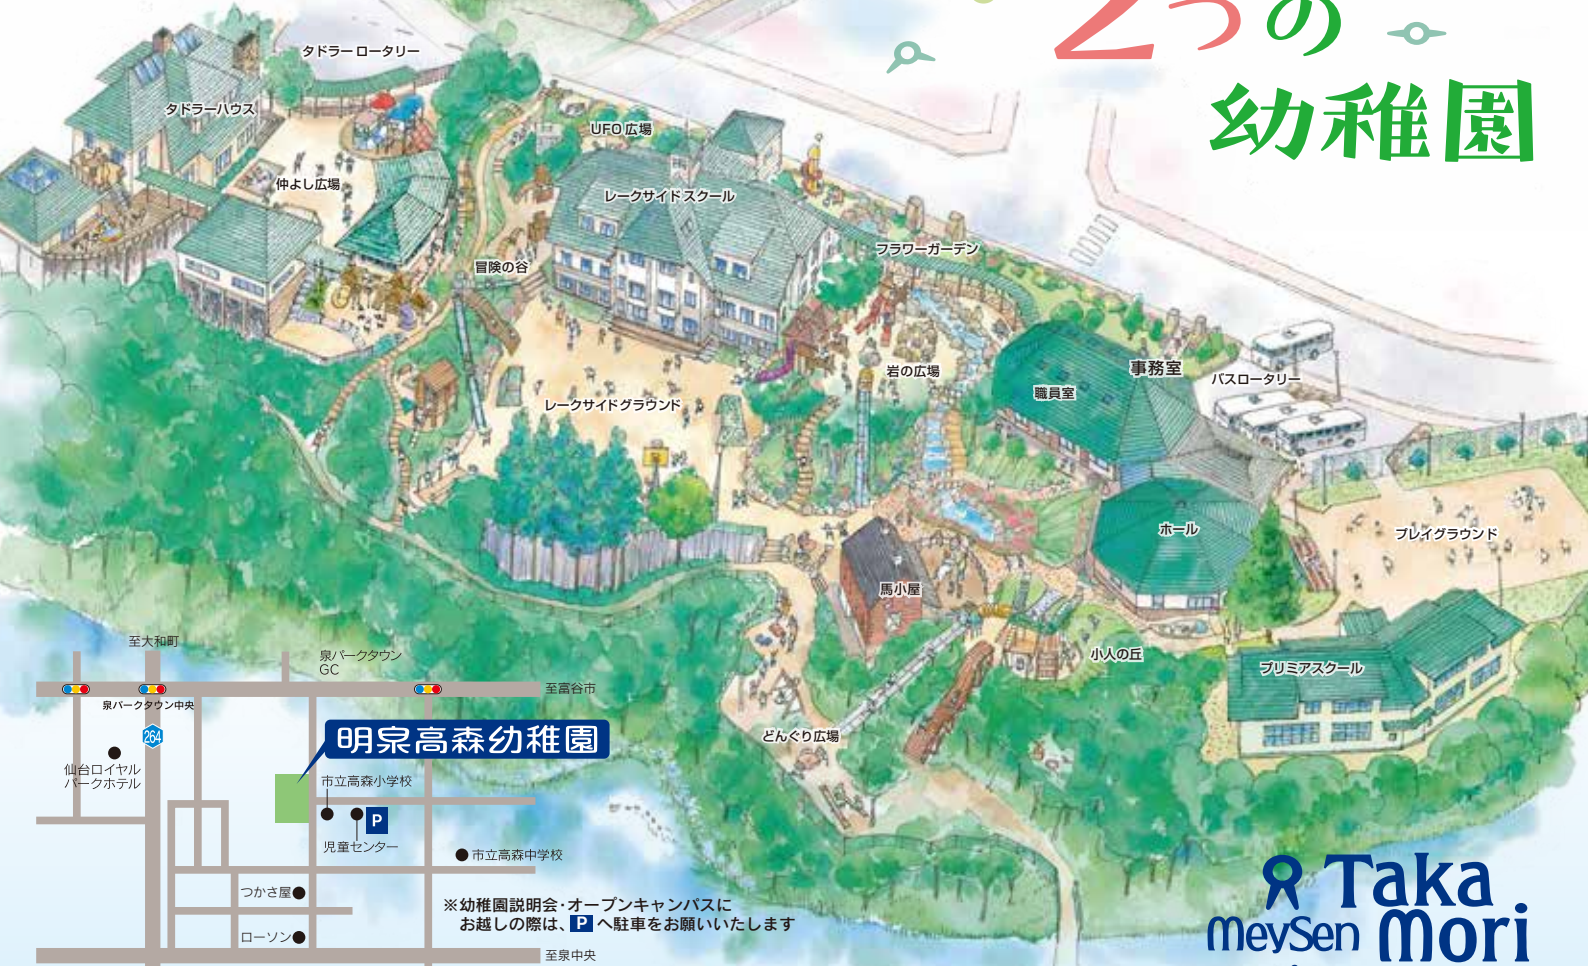 2つの
幼稚園
タドラーロータリー
タドラーハウス
UFO広場
仲よし広場
レークサイドスクール
フラワーガーデン
冒険の谷
事務室
岩の広場
バスロータリー
職員室
レークサイドグラウンド
ホール
プレイグラウンド
馬小屋
小人の丘
プリミアスクール
どんぐり広場
至大和町
泉パークタウン
GC
至富谷市
泉パークタウン中央
264
明泉高森幼稚園
仙台ロイヤル
パークホテル
市立高森小学校
P
児童センター
市立高森中学校
つかさ屋
ローソン
至泉中央
※幼稚園説明会・オープンキャンパスに
お越しの際は、P へ駐車をお願いいたします
Taka
MeySen Mori